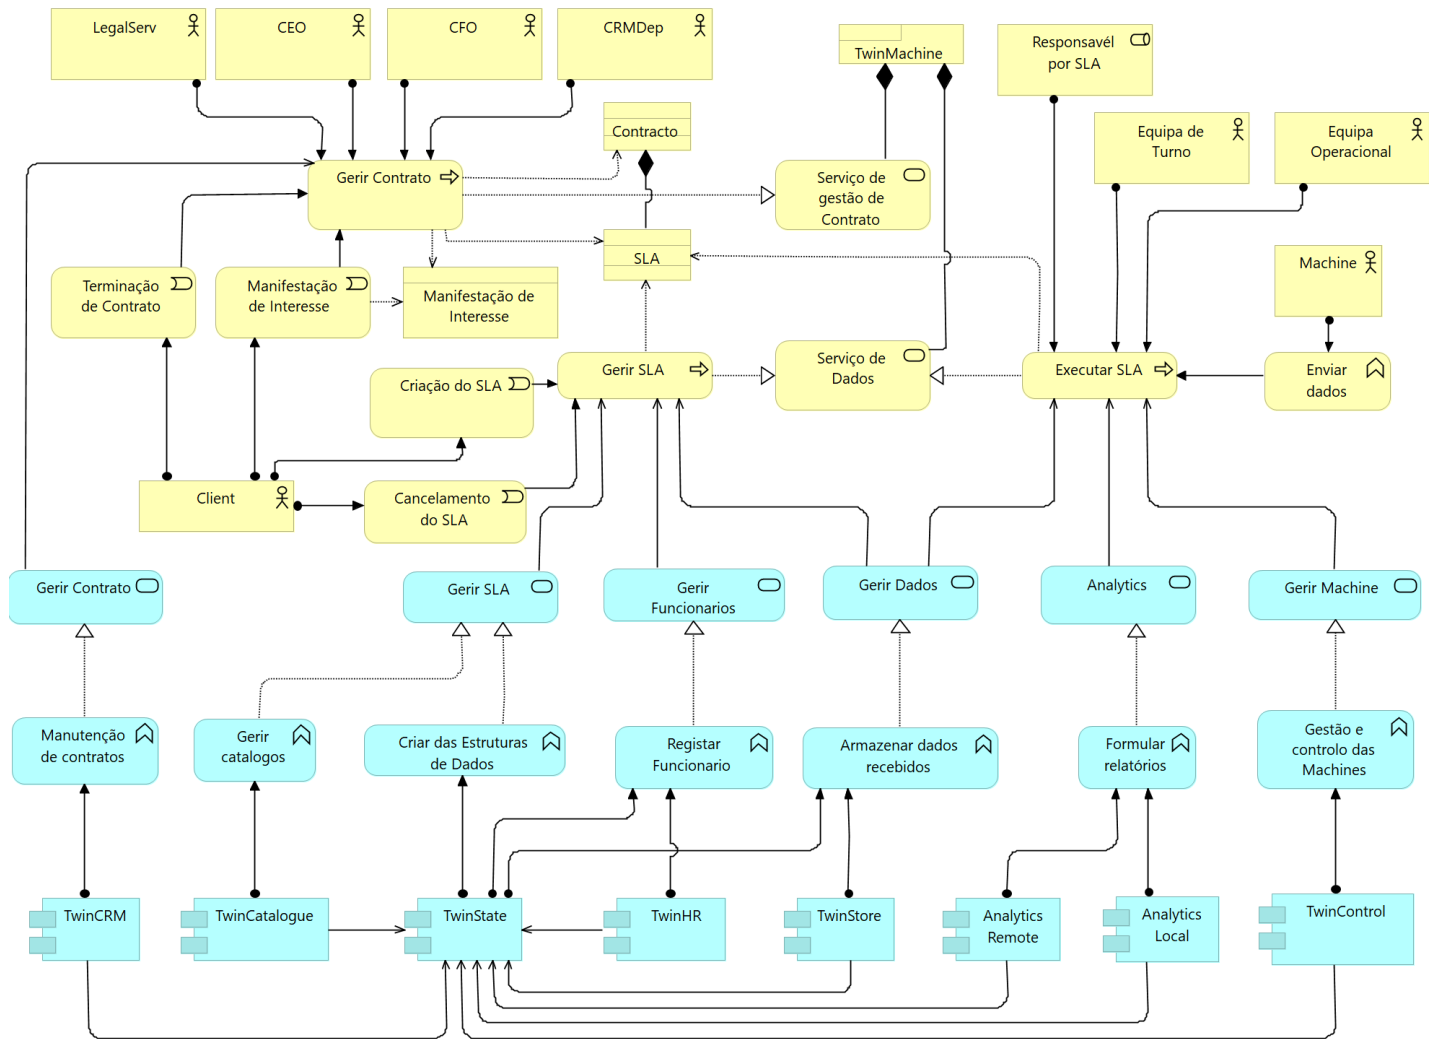 LegalServ
CEO
CFO
CRMDep
TwinMachine
Responsavél
por SLA
Contracto
Equipa de
Turno
Equipa
Operacional
Gerir Contrato
Serviço de
gestão de
Contrato
SLA
Machine
Terminação
de Contrato
Manifestação
de Interesse
Manifestação de
Interesse
Criação do SLA
Gerir SLA
Serviço de
Dados
Executar SLA
Enviar
dados
Client
Cancelamento
do SLA
Gerir Contrato
Gerir SLA
Gerir
Funcionarios
Gerir Dados
Analytics
Gerir Machine
Manutenção
de contratos
Gerir
catalogos
Criar das Estruturas
de Dados
Registar
Funcionario
Armazenar dados
recebidos
Formular
relatórios
Gestão e
controlo das
Machines
TwinCRM
TwinCatalogue
TwinState
TwinHR
TwinStore
Analytics
Remote
Analytics
Local
TwinControl